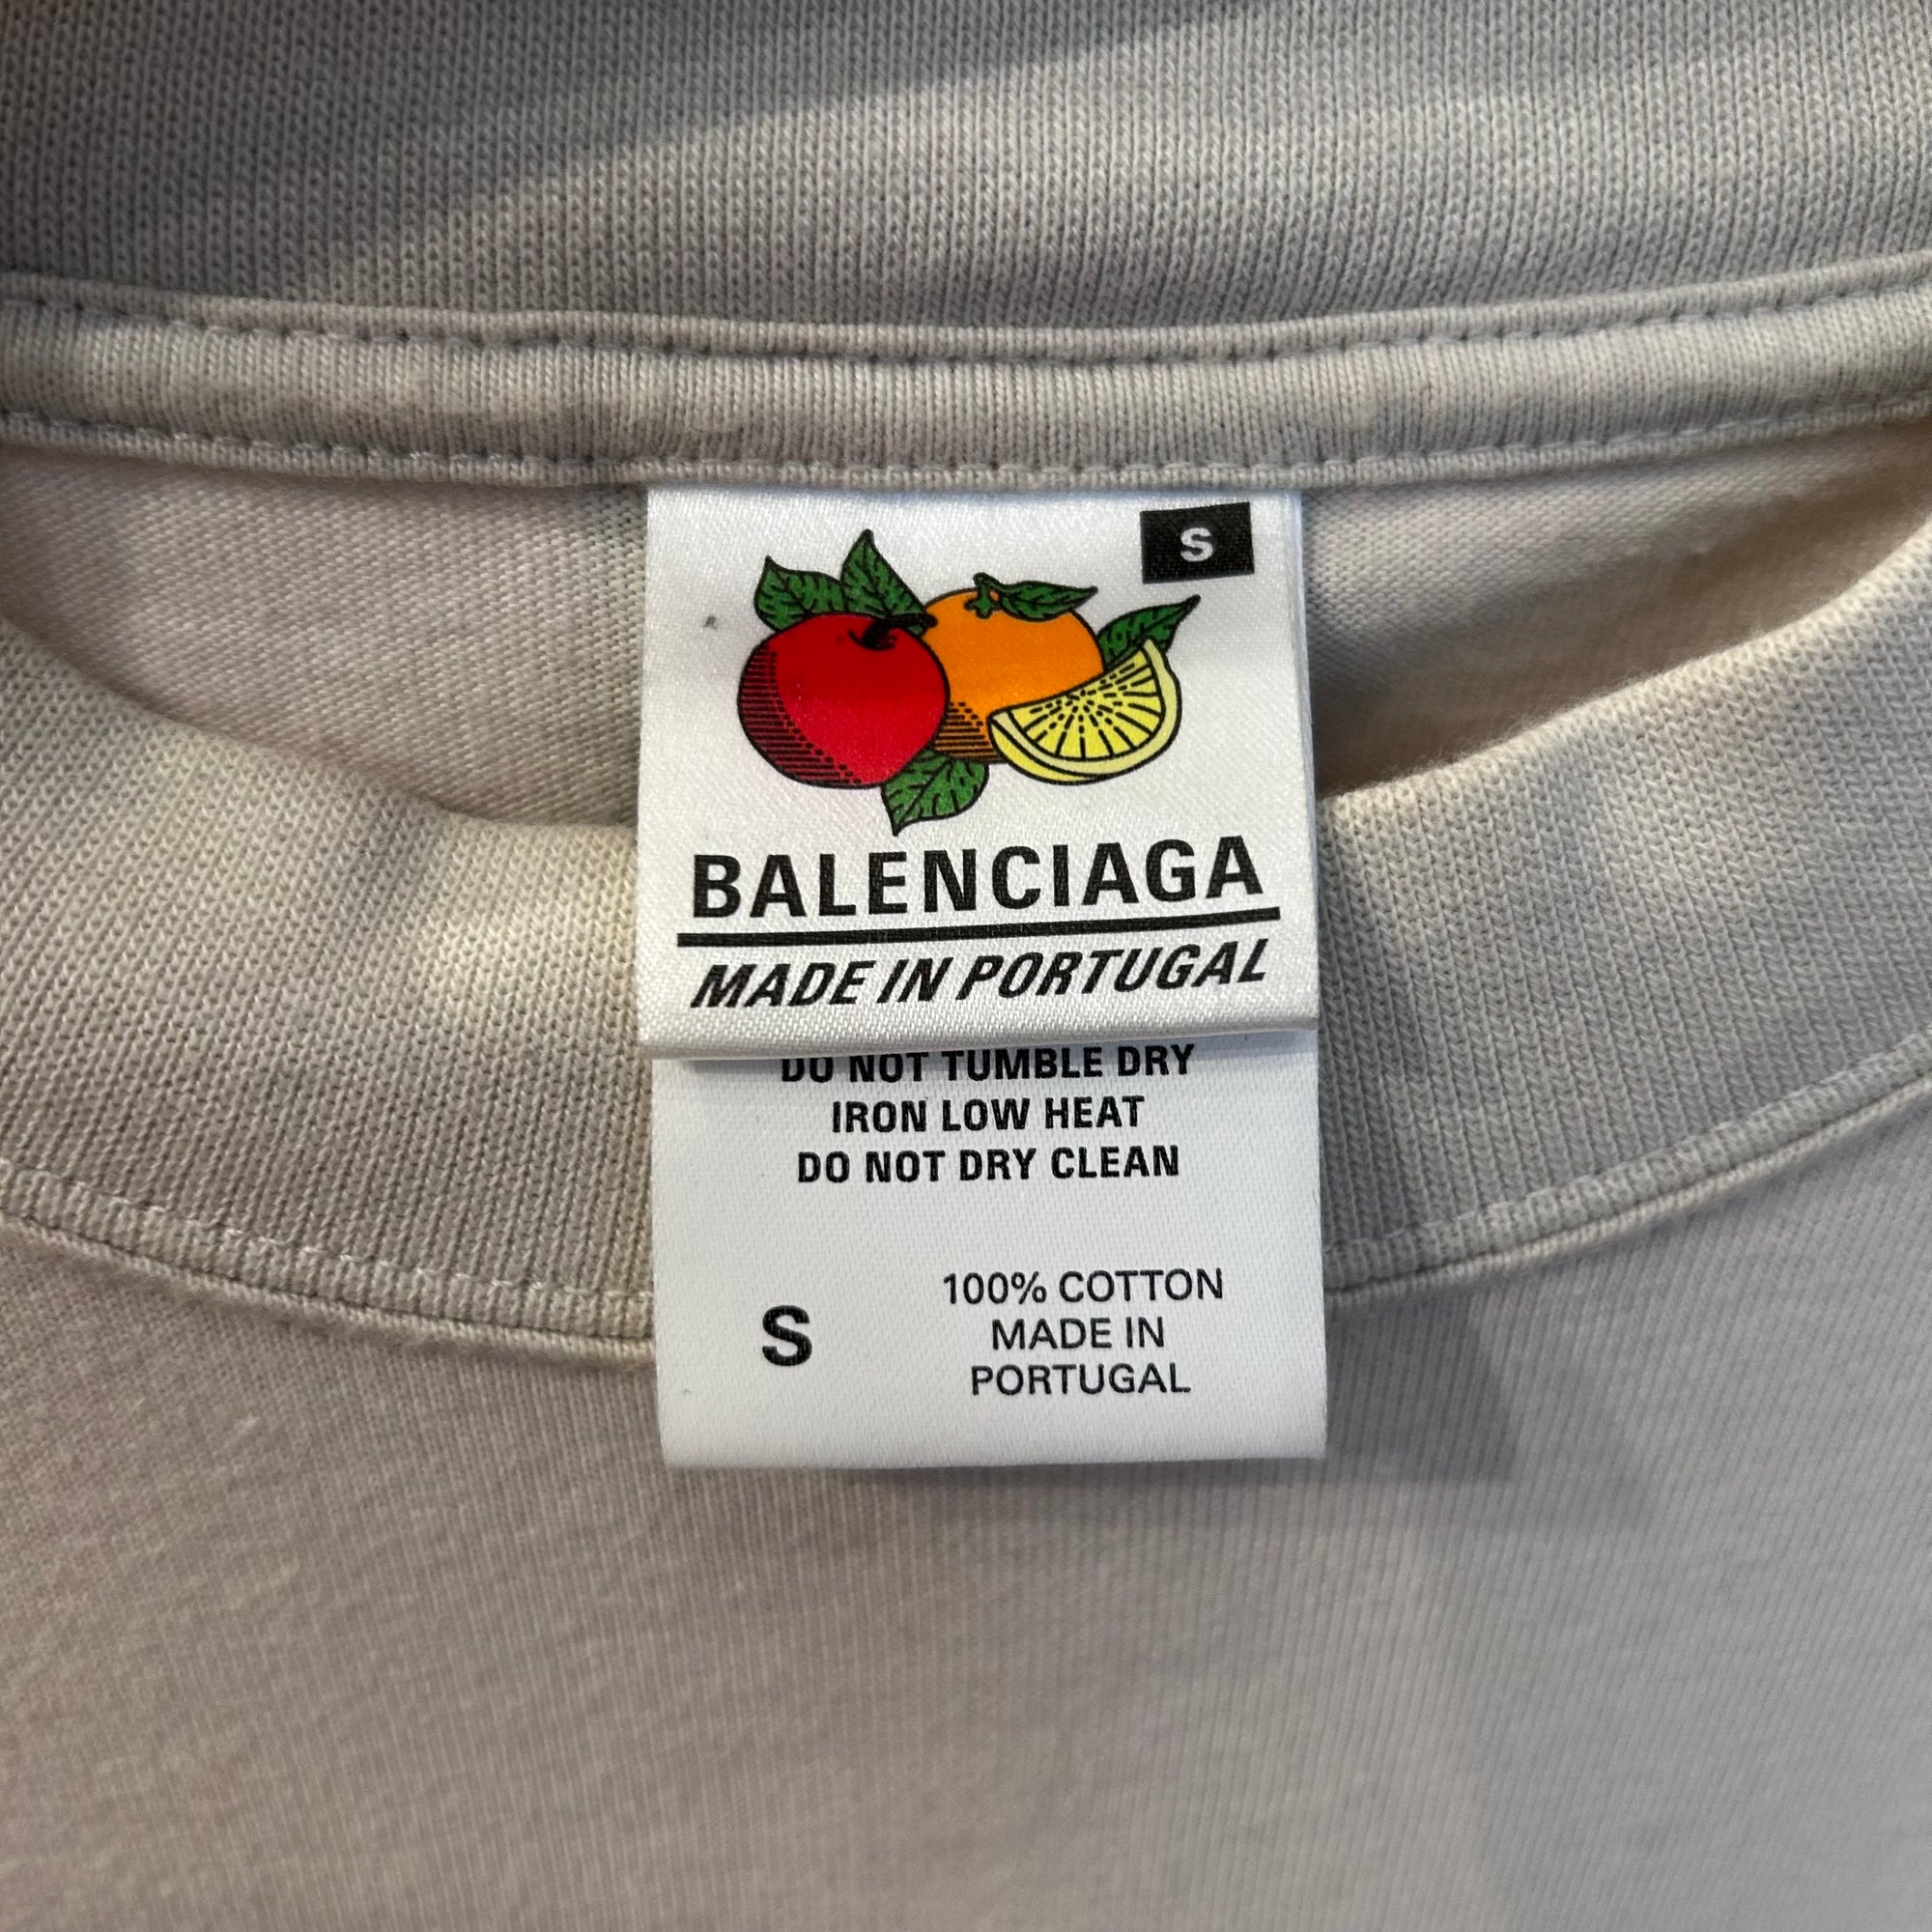 S
BALENCIAGA
MADE IN PORTUGAL
DO NOT TUMBLE DRY
IRON LOW HEAT
DO NOT DRY CLEAN
S
100% COTTON
MADE IN
PORTUGAL